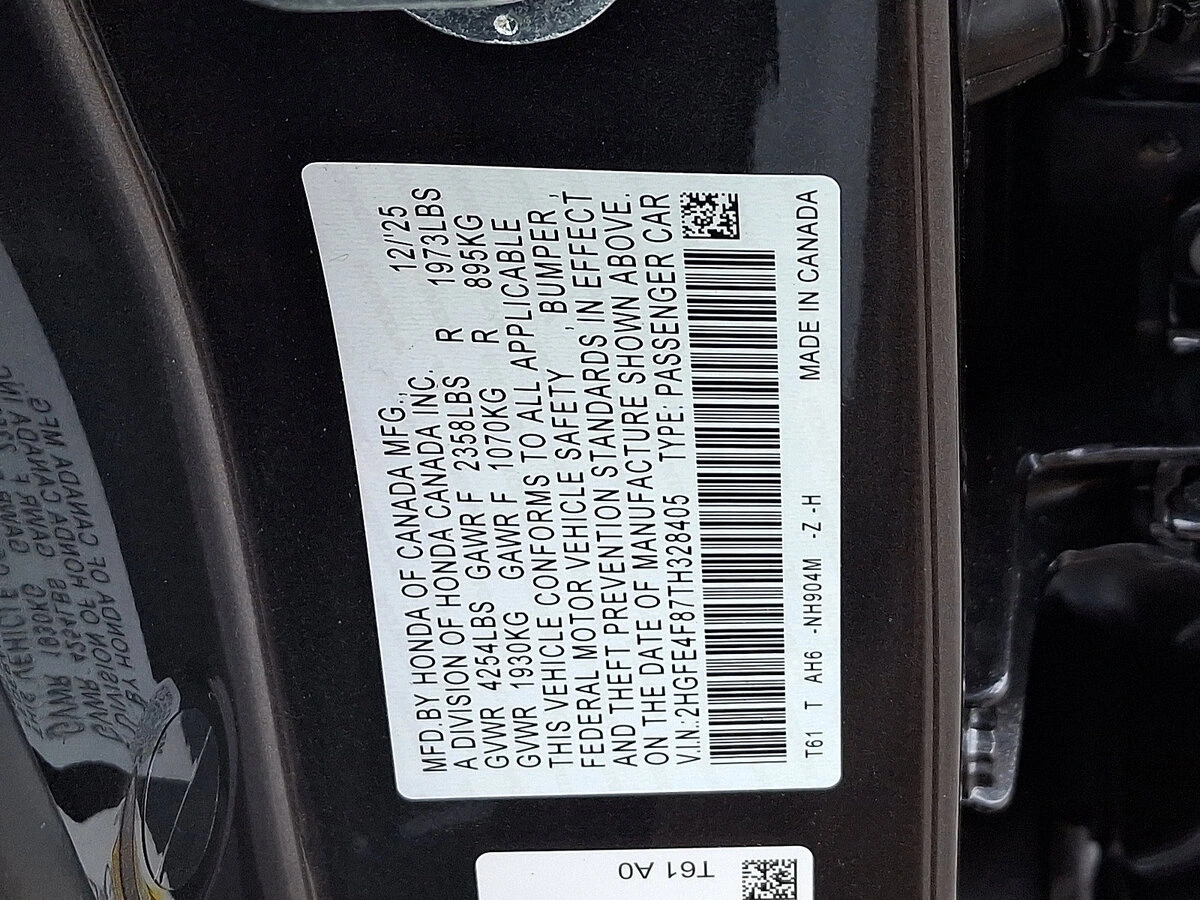 MFD.BY HONDA OF CANADA MFG., 12/'25
A DIVISION OF HONDA CANADA INC.
GVWR 4254LBS GAWR F 2358LBS R 1973LBS
GVWR 1930KG GAWR F 1070KG R 895KG
THIS VEHICLE CONFORMS TO ALL APPLICABLE
FEDERAL MOTOR VEHICLE SAFETY , BUMPER ,
AND THEFT PREVENTION STANDARDS IN EFFECT
ON THE DATE OF MANUFACTURE SHOWN ABOVE.
V.I.N.:2HGFE4F87TH328405 TYPE: PASSENGER CAR
T61 T AH6 -NH904M -Z -H MADE IN CANADA
T61 A0